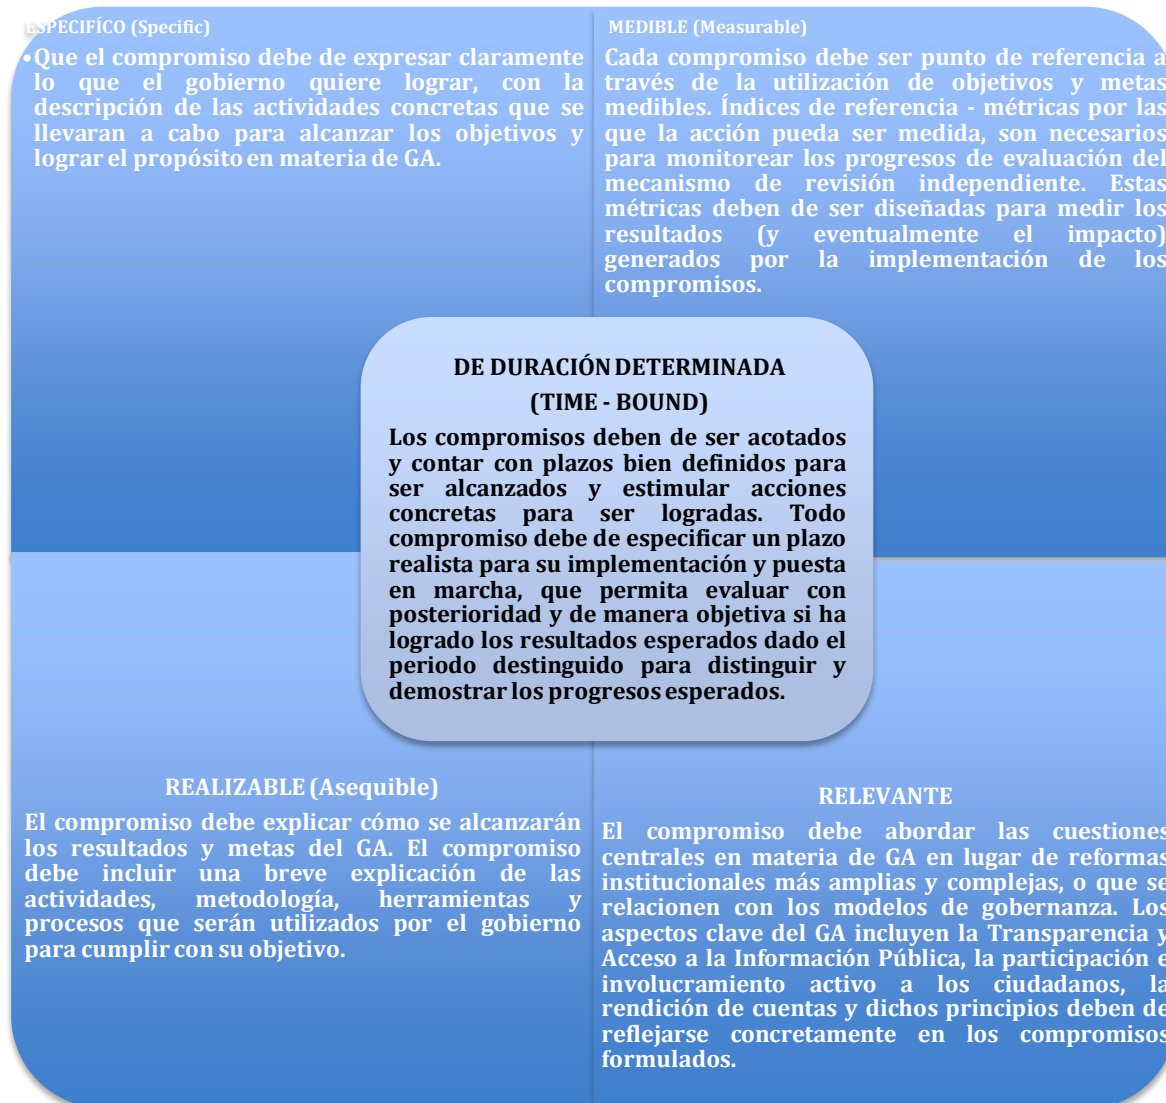 ESPECIFÍCO (Specific)
•Que el compromiso debe de expresar claramente
lo que el gobierno quiere lograr, con la
descripción de las actividades concretas que se
llevaran a cabo para alcanzar los objetivos y
lograr el propósito en materia de GA.
MEDIBLE (Measurable)
Cada compromiso debe ser punto de referencia a
través de la utilización de objetivos y metas
medibles. Índices de referencia - métricas por las
que la acción pueda ser medida, son necesarios
para monitorear los progresos de evaluación del
mecanismo de revisión independiente. Estas
métricas deben de ser diseñadas para medir los
resultados (y eventualmente el impacto)
generados por la implementación de los
compromisos.
DE DURACIÓN DETERMINADA
(TIME - BOUND)
Los compromisos deben de ser acotados
y contar con plazos bien definidos para
ser alcanzados y estimular acciones
concretas para ser logradas. Todo
compromiso debe de especificar un plazo
realista para su implementación y puesta
en marcha, que permita evaluar con
posterioridad y de manera objetiva si ha
logrado los resultados esperados dado el
periodo destinguido para distinguir y
demostrar los progresos esperados.
REALIZABLE (Asequible)
El compromiso debe explicar cómo se alcanzarán
los resultados y metas del GA. El compromiso
debe incluir una breve explicación de las
actividades, metodología, herramientas y
procesos que serán utilizados por el gobierno
para cumplir con su objetivo.
RELEVANTE
El compromiso debe abordar las cuestiones
centrales en materia de GA en lugar de reformas
institucionales más amplias y complejas, o que se
relacionen con los modelos de gobernanza. Los
aspectos clave del GA incluyen la Transparencia y
Acceso a la Información Pública, la participación e
involucramiento activo a los ciudadanos, la
rendición de cuentas y dichos principios deben de
reflejarse concretamente en los compromisos
formulados.